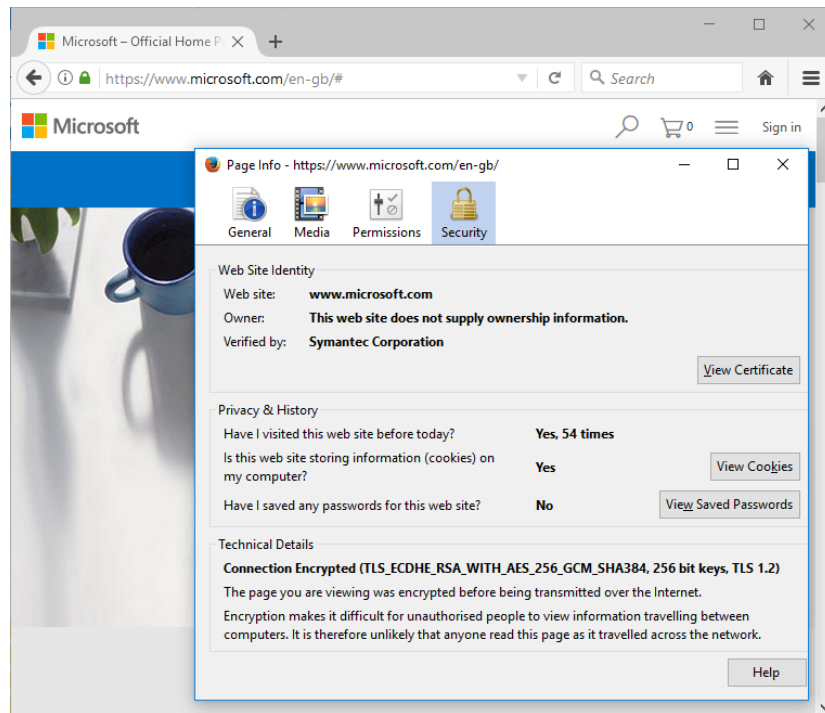 Microsoft – Official Home P
https://www.microsoft.com/en-gb/#
Search
Microsoft
0
Sign in
Page Info - https://www.microsoft.com/en-gb/
General Media Permissions Security
Web Site Identity
Web site: www.microsoft.com
Owner: This web site does not supply ownership information.
Verified by: Symantec Corporation
View Certificate
Privacy & History
Have I visited this web site before today? Yes, 54 times
Is this web site storing information (cookies) on
my computer? Yes View Cookies
Have I saved any passwords for this web site? No View Saved Passwords
Technical Details
Connection Encrypted (TLS_ECDHE_RSA_WITH_AES_256_GCM_SHA384, 256 bit keys, TLS 1.2)
The page you are viewing was encrypted before being transmitted over the Internet.
Encryption makes it difficult for unauthorised people to view information travelling between
computers. It is therefore unlikely that anyone read this page as it travelled across the network.
Help